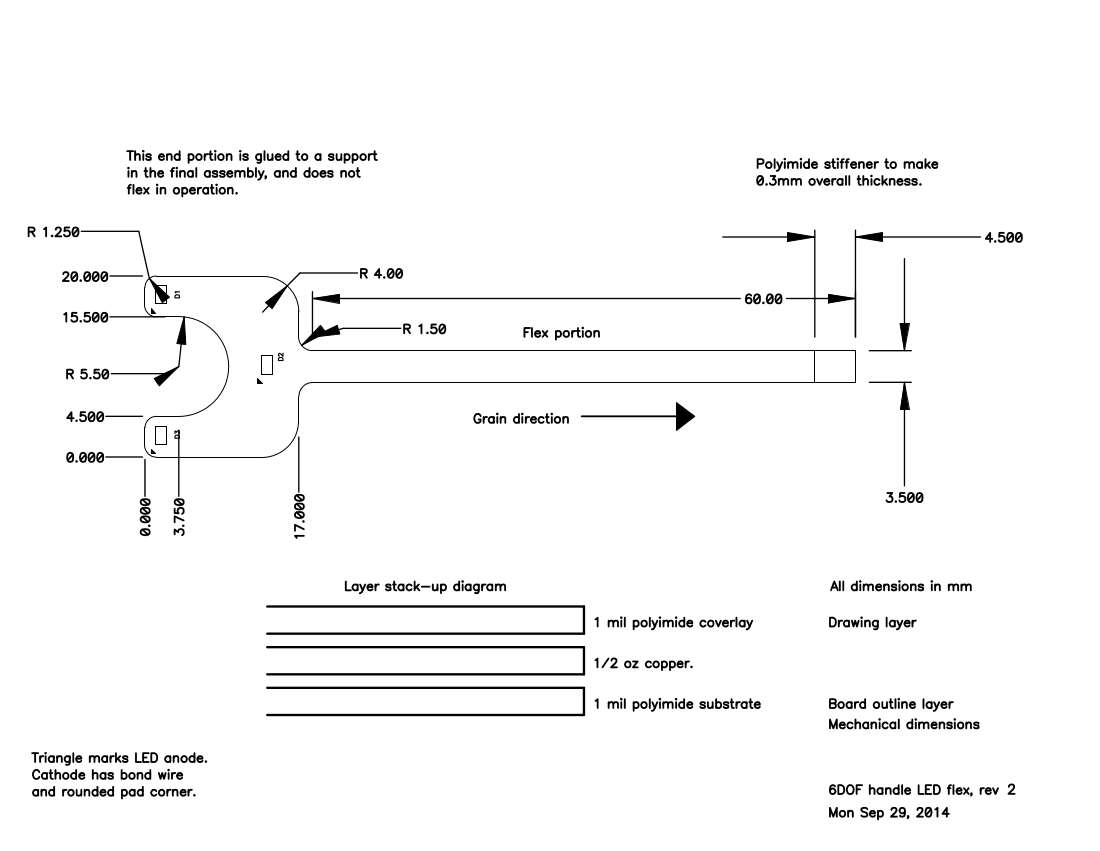 This end portion is glued to a support
in the final assembly, and does not
flex in operation.
Polyimide stiffener to make
0.3mm overall thickness.
R 1.250
4.500
20.000
R 4.00
D1
60.00
15.500
R 1.50
Flex portion
D2
R 5.50
4.500
Grain direction
D3
0.000
3.500
0.000
3.750
17.000
Layer stack-up diagram
All dimensions in mm
1 mil polyimide coverlay
Drawing layer
1/2 oz copper.
1 mil polyimide substrate
Board outline layer
Mechanical dimensions
Triangle marks LED anode.
Cathode has bond wire
and rounded pad corner.
6DOF handle LED flex, rev 2
Mon Sep 29, 2014